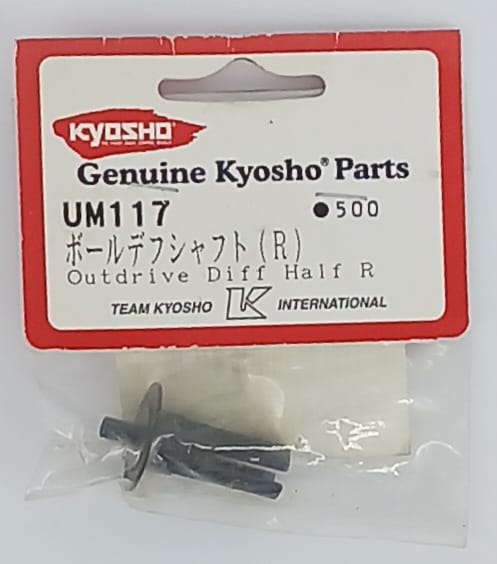 KYOSHO
Genuine Kyosho® Parts
UM117 ●500
ボールデフシャフト(R)
Outdrive Diff Half R
TEAM KYOSHO K INTERNATIONAL